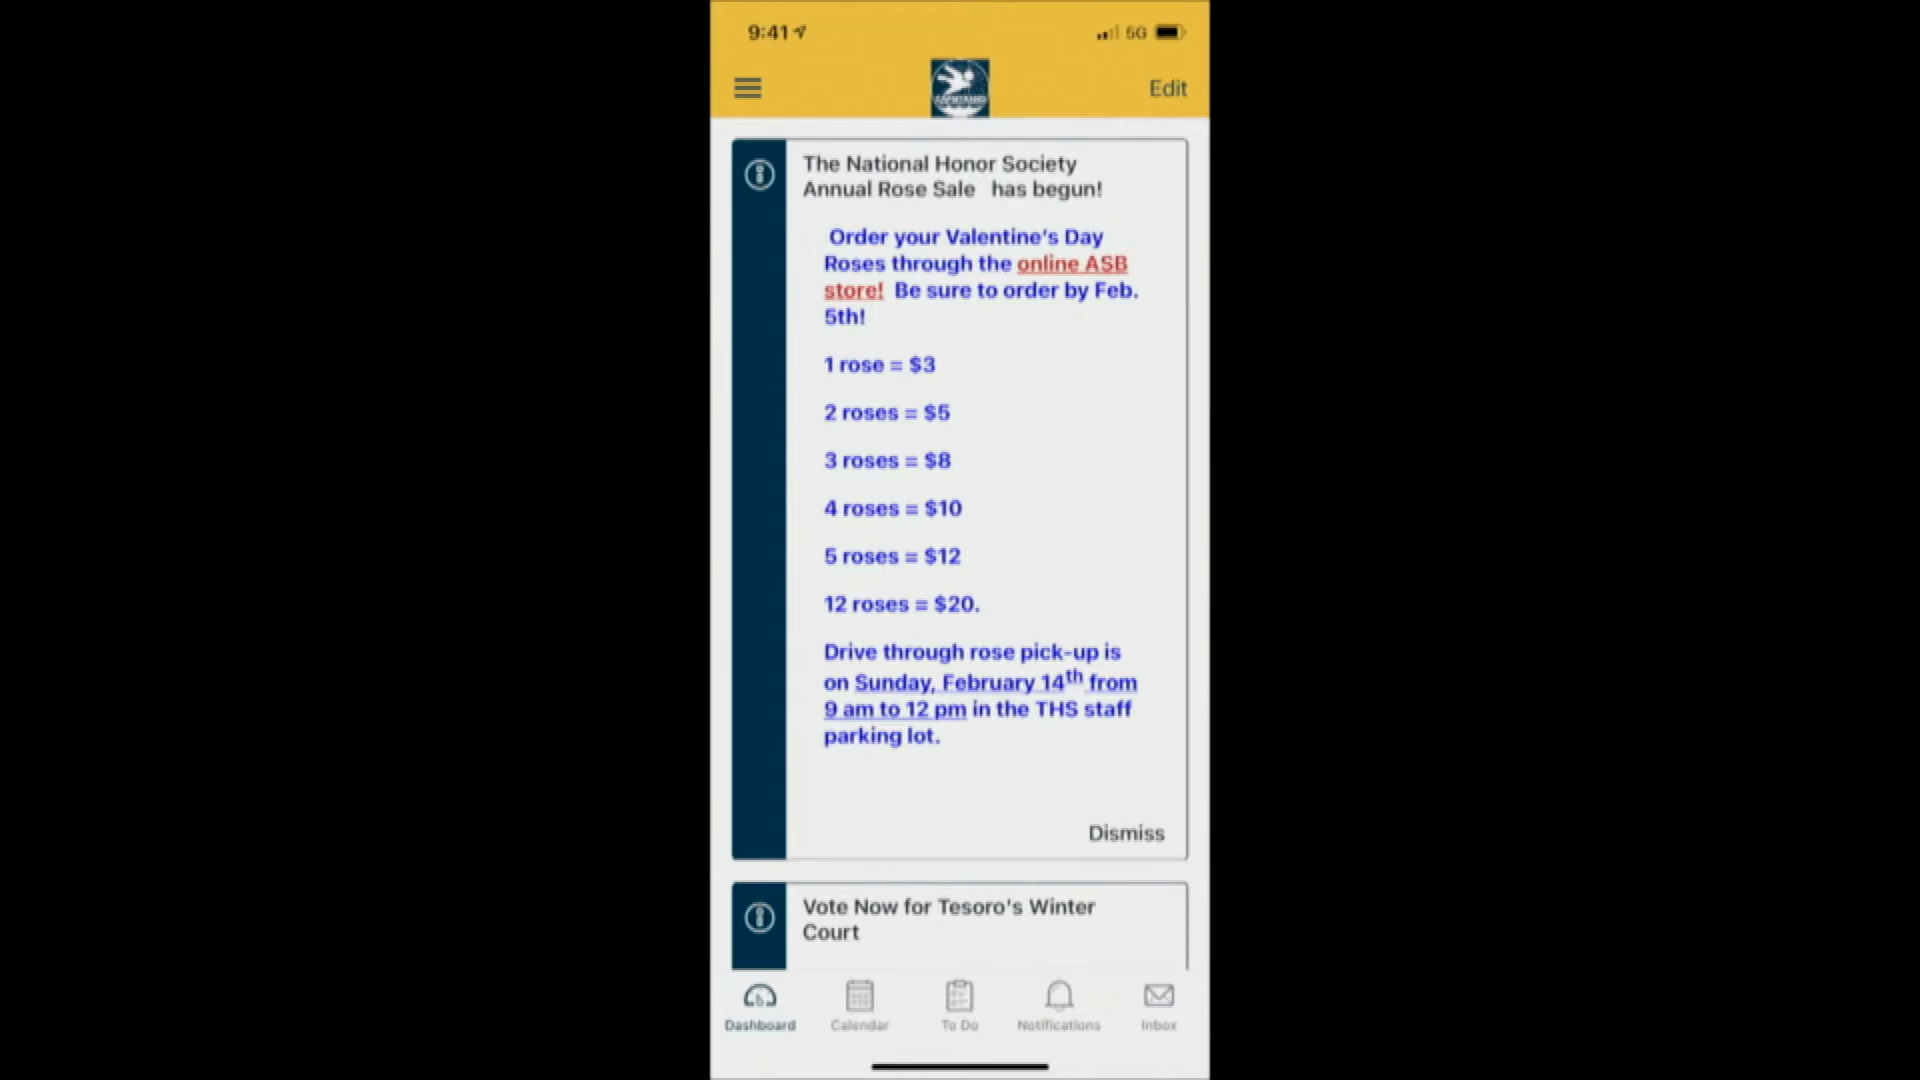 9:41
5G
Edit
The National Honor Society
Annual Rose Sale has begun!
Order your Valentine's Day
Roses through the online ASB
store! Be sure to order by Feb.
5th!
1 rose = $3
2 roses = $5
3 roses = $8
4 roses = $10
5 roses = $12
12 roses = $20.
Drive through rose pick-up is
on Sunday, February 14th from
9 am to 12 pm in the THS staff
parking lot.
Dismiss
Vote Now for Tesoro's Winter
Court
Dashboard
Calendar
To Do
Notifications
Inbox